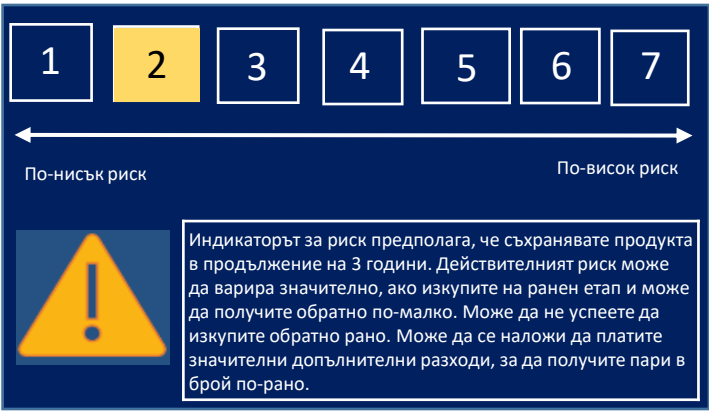 1 2 3 4 5 6 7
По-нисък риск
По-висок риск
Индикаторът за риск предполага, че съхранявате продукта
в продължение на 3 години. Действителният риск може
да варира значително, ако изкупите на ранен етап и може
да получите обратно по-малко. Може да не успеете да
изкупите обратно рано. Може да се наложи да платите
значителни допълнителни разходи, за да получите пари в
брой по-рано.